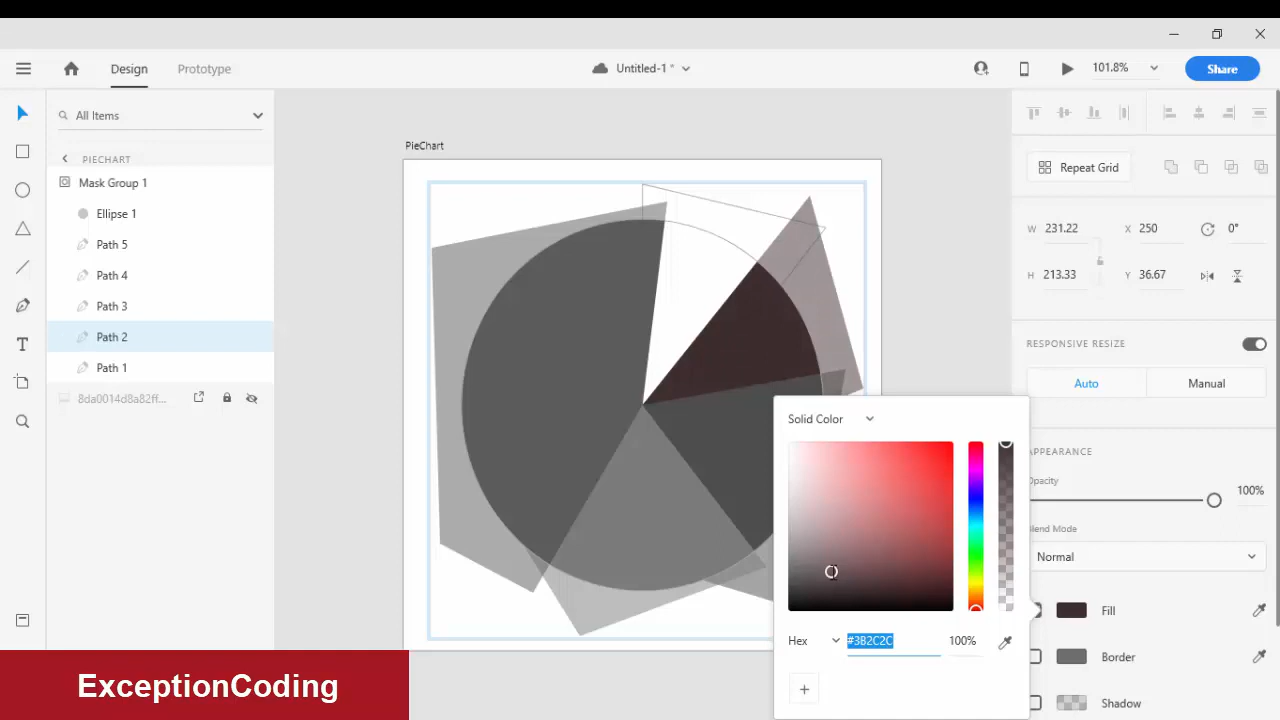 Design
Prototype
Untitled-1 *
101.8%
Share
All Items
PIECHART
Mask Group 1
Ellipse 1
Path 5
Path 4
Path 3
Path 2
Path 1
8da0014d8a82ff...
PieChart
Repeat Grid
W 231.22 X 250 0°
H 213.33 Y 36.67
RESPONSIVE RESIZE
Auto Manual
APPEARANCE
Opacity
100%
Blend Mode
Normal
Fill
Border
Shadow
Solid Color
Hex #3B2C2C 100%
+
ExceptionCoding